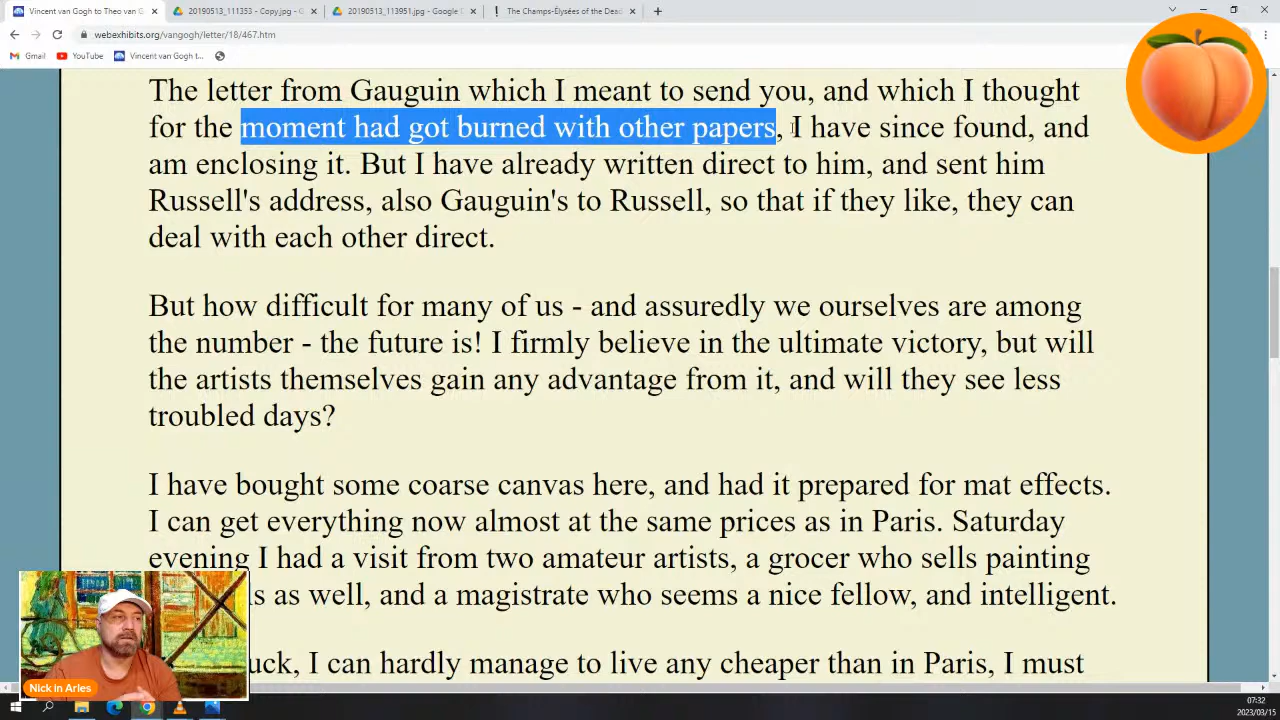 Vincent van Gogh to Theo van G
20190513_111353 - Copy.jpg - G
20190513_113951.jpg - Google
The Champs-Élysées of the Dead
webexhibits.org/vangogh/letter/18/467.htm
Gmail
YouTube
Vincent van Gogh t...
The letter from Gauguin which I meant to send you, and which I thought
for the moment had got burned with other papers, I have since found, and
am enclosing it. But I have already written direct to him, and sent him
Russell's address, also Gauguin's to Russell, so that if they like, they can
deal with each other direct.
But how difficult for many of us - and assuredly we ourselves are among
the number - the future is! I firmly believe in the ultimate victory, but will
the artists themselves gain any advantage from it, and will they see less
troubled days?
I have bought some coarse canvas here, and had it prepared for mat effects.
I can get everything now almost at the same prices as in Paris. Saturday
evening I had a visit from two amateur artists, a grocer who sells painting
as well, and a magistrate who seems a nice fellow, and intelligent.
I can hardly manage to live any cheaper than in Paris, I must
Nick in Arles
07:32
2023/03/15